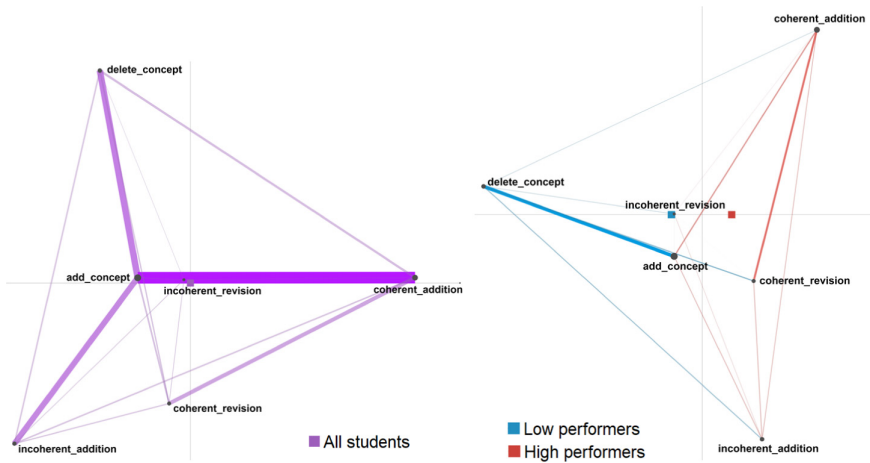 delete_concept
add_concept
incoherent_revision
coherent_addition
coherent_revision
incoherent_addition
All students
coherent_addition
delete_concept
incoherent_revision
add_concept
coherent_revision
incoherent_addition
Low performers
High performers